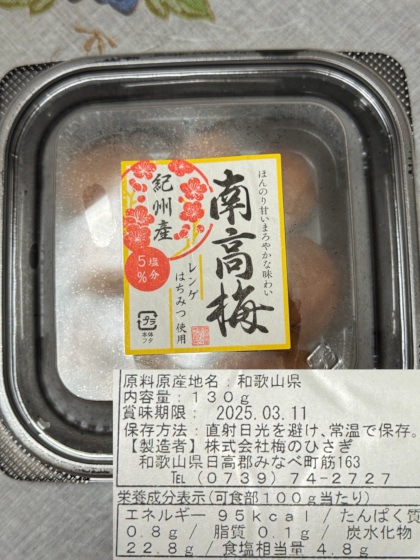 ほんのり甘いまろやかな味わい
南高梅
紀州産
塩分
5%
レンゲ
はちみつ使用
プラ
本体
フタ
原料原産地名：和歌山県
内容量：130g
賞味期限： 2025.03.11
保存方法：直射日光を避け、常温で保存。
【製造者】株式会社梅のひさぎ
和歌山県日高郡みなべ町筋163
TEL(0739)74-2727
栄養成分表示(可食部100g当たり)
エネルギー 95kcal / たんぱく質
0.8g / 脂質 0.1g / 炭水化物
22.8g / 食塩相当量 4.8g